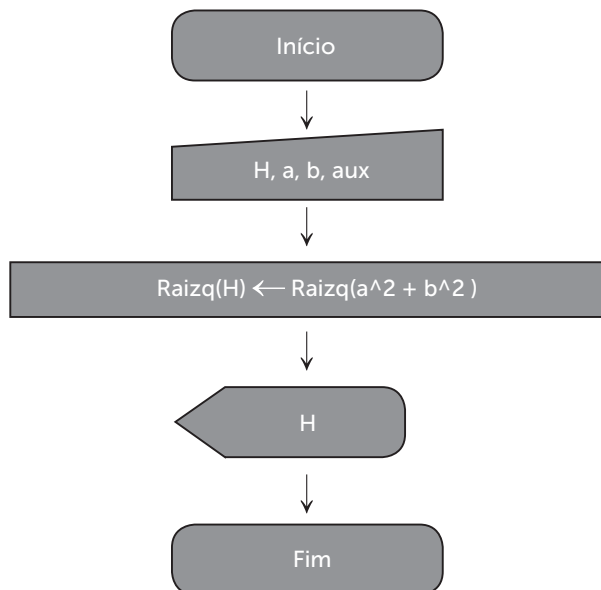 Início
H, a, b, aux
Raizq(H) ← Raizq(a^2 + b^2 )
H
Fim